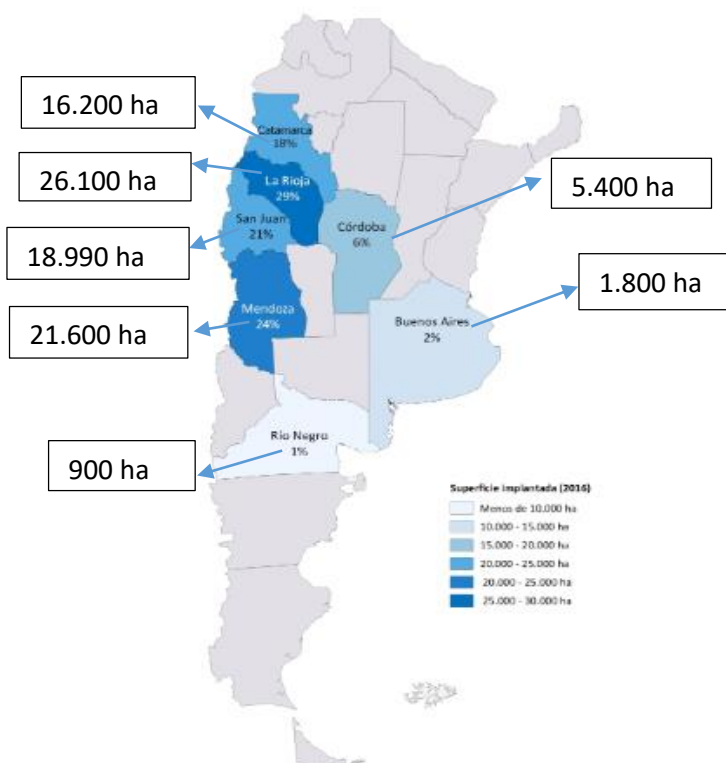 16.200 ha
Catamarca
18%
26.100 ha
La Rioja
29%
5.400 ha
San Juan
21%
Córdoba
6%
18.990 ha
1.800 ha
Mendoza
24%
21.600 ha
Buenos Aires
2%
Río Negro
1%
900 ha
Superficie implantada (2016)
Menos de 10.000 ha
10.000 - 15.000 ha
15.000 - 20.000 ha
20.000 - 25.000 ha
20.000 - 25.000 ha
25.000 - 30.000 ha